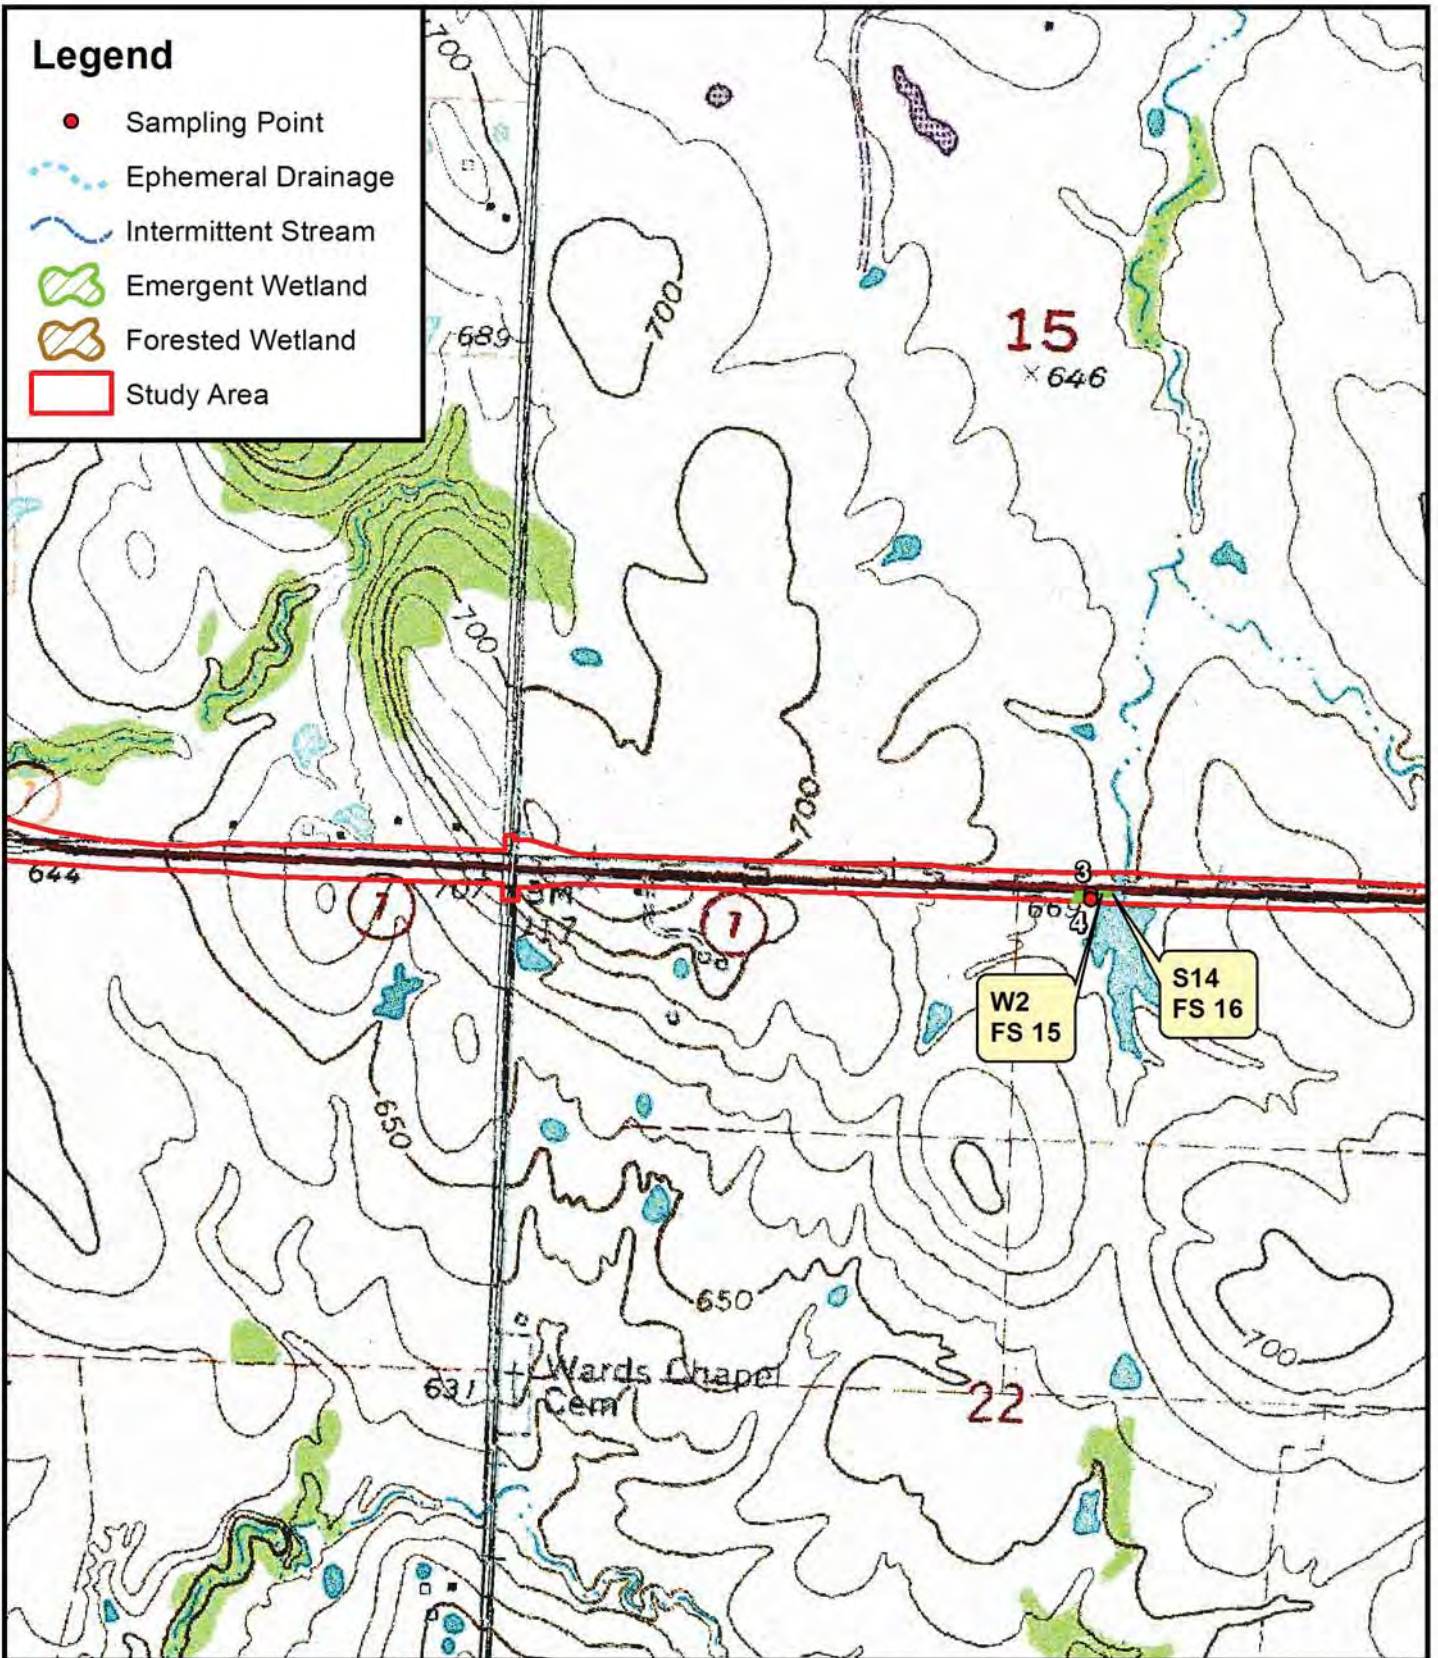 Legend
Sampling Point
Ephemeral Drainage
Intermittent Stream
Emergent Wetland
Forested Wetland
Study Area
700
689
700
15
646
700
700
644
7
7
3
4
W2
FS 15
S14
FS 16
650
650
700
631
Wards Chapel
Cem
22